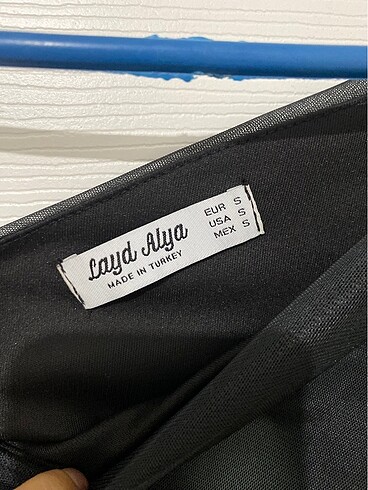 Layd Alya
MADE IN TURKEY
EUR S
USA S
MEX S